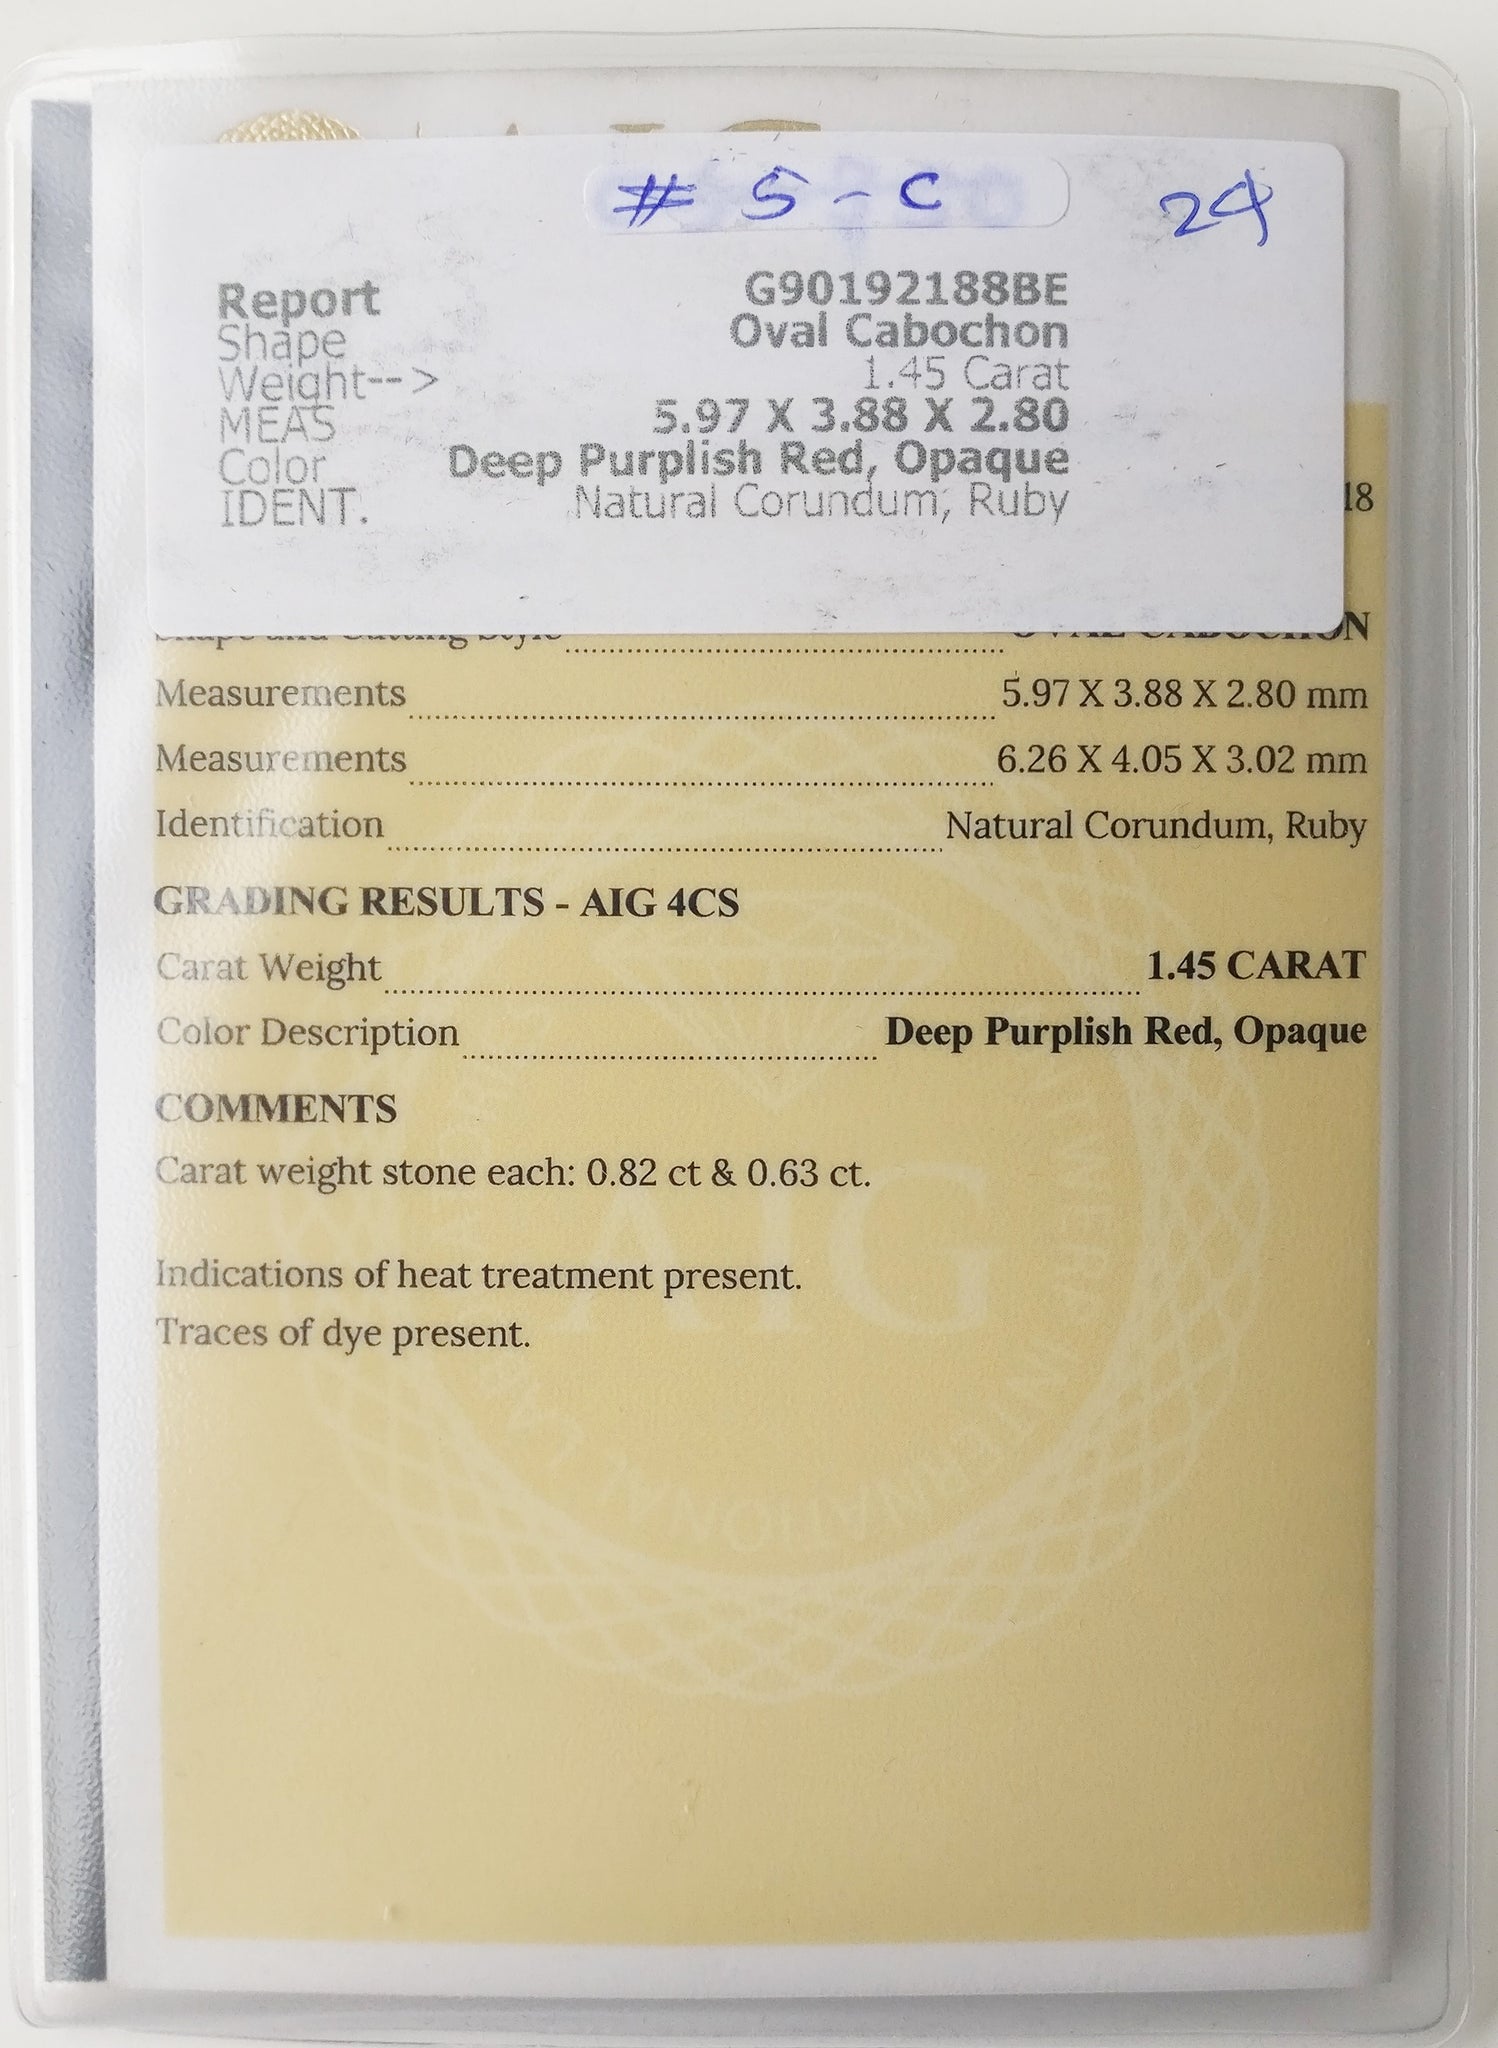 # 5 - C 24
Report G90192188BE
Shape Oval Cabochon
Weight--> 1.45 Carat
MEAS 5.97 X 3.88 X 2.80
Color Deep Purplish Red, Opaque
IDENT. Natural Corundum, Ruby
18
Shape and Cutting Style OVAL CABOCHON
Measurements 5.97 X 3.88 X 2.80 mm
Measurements 6.26 X 4.05 X 3.02 mm
Identification Natural Corundum, Ruby
GRADING RESULTS - AIG 4CS
Carat Weight 1.45 CARAT
Color Description Deep Purplish Red, Opaque
COMMENTS
Carat weight stone each: 0.82 ct & 0.63 ct.
Indications of heat treatment present.
Traces of dye present.
AIG